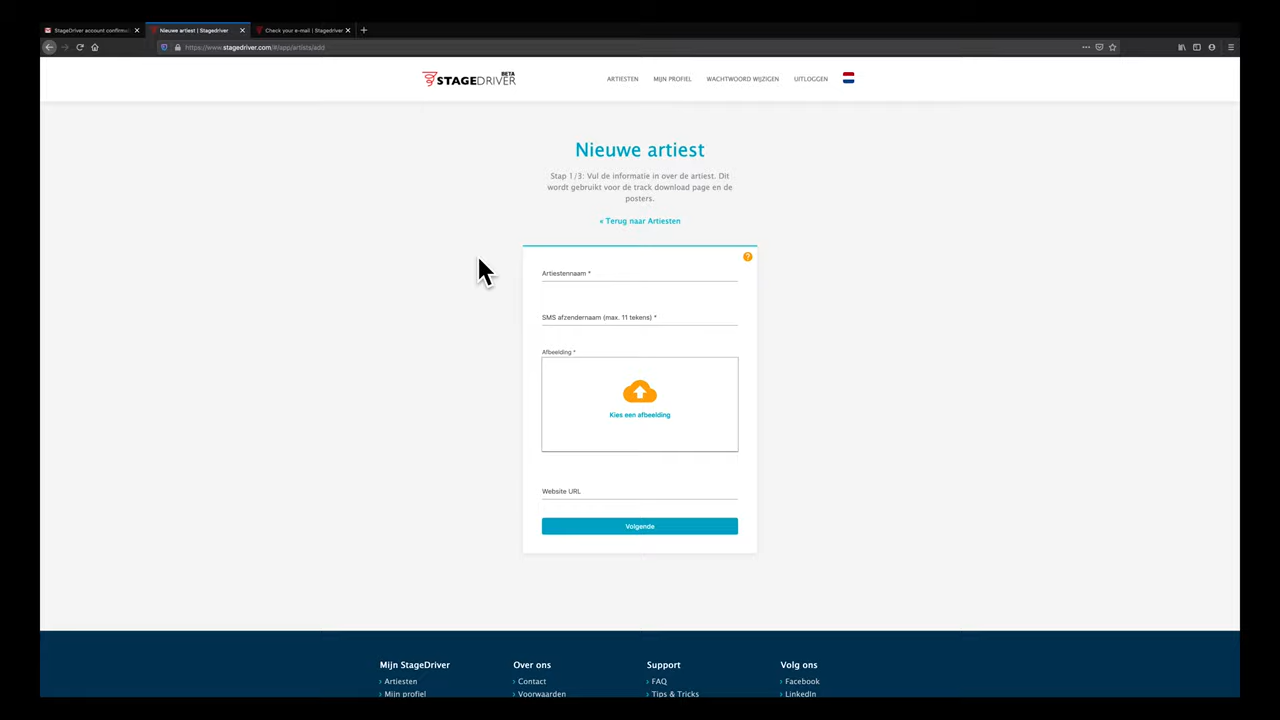 StageDriver account confirma
Nieuwe artiest | Stagedriver
Check your e-mail | Stagedriver
https://www.stagedriver.com/#/app/artists/add
STAGEDRIVER BETA
ARTIESTEN
MIJN PROFIEL
WACHTWOORD WIJZIGEN
UITLOGGEN
Nieuwe artiest
Stap 1/3: Vul de informatie in over de artiest. Dit
wordt gebruikt voor de track download page en de
posters.
« Terug naar Artiesten
?
Artiestennaam *
SMS afzendernaam (max. 11 tekens) *
Afbeelding *
Kies een afbeelding
Website URL
Volgende
Mijn StageDriver
Over ons
Support
Volg ons
› Artiesten
› Contact
› FAQ
› Facebook
› Mijn profiel
› Voorwaarden
› Tips & Tricks
› LinkedIn